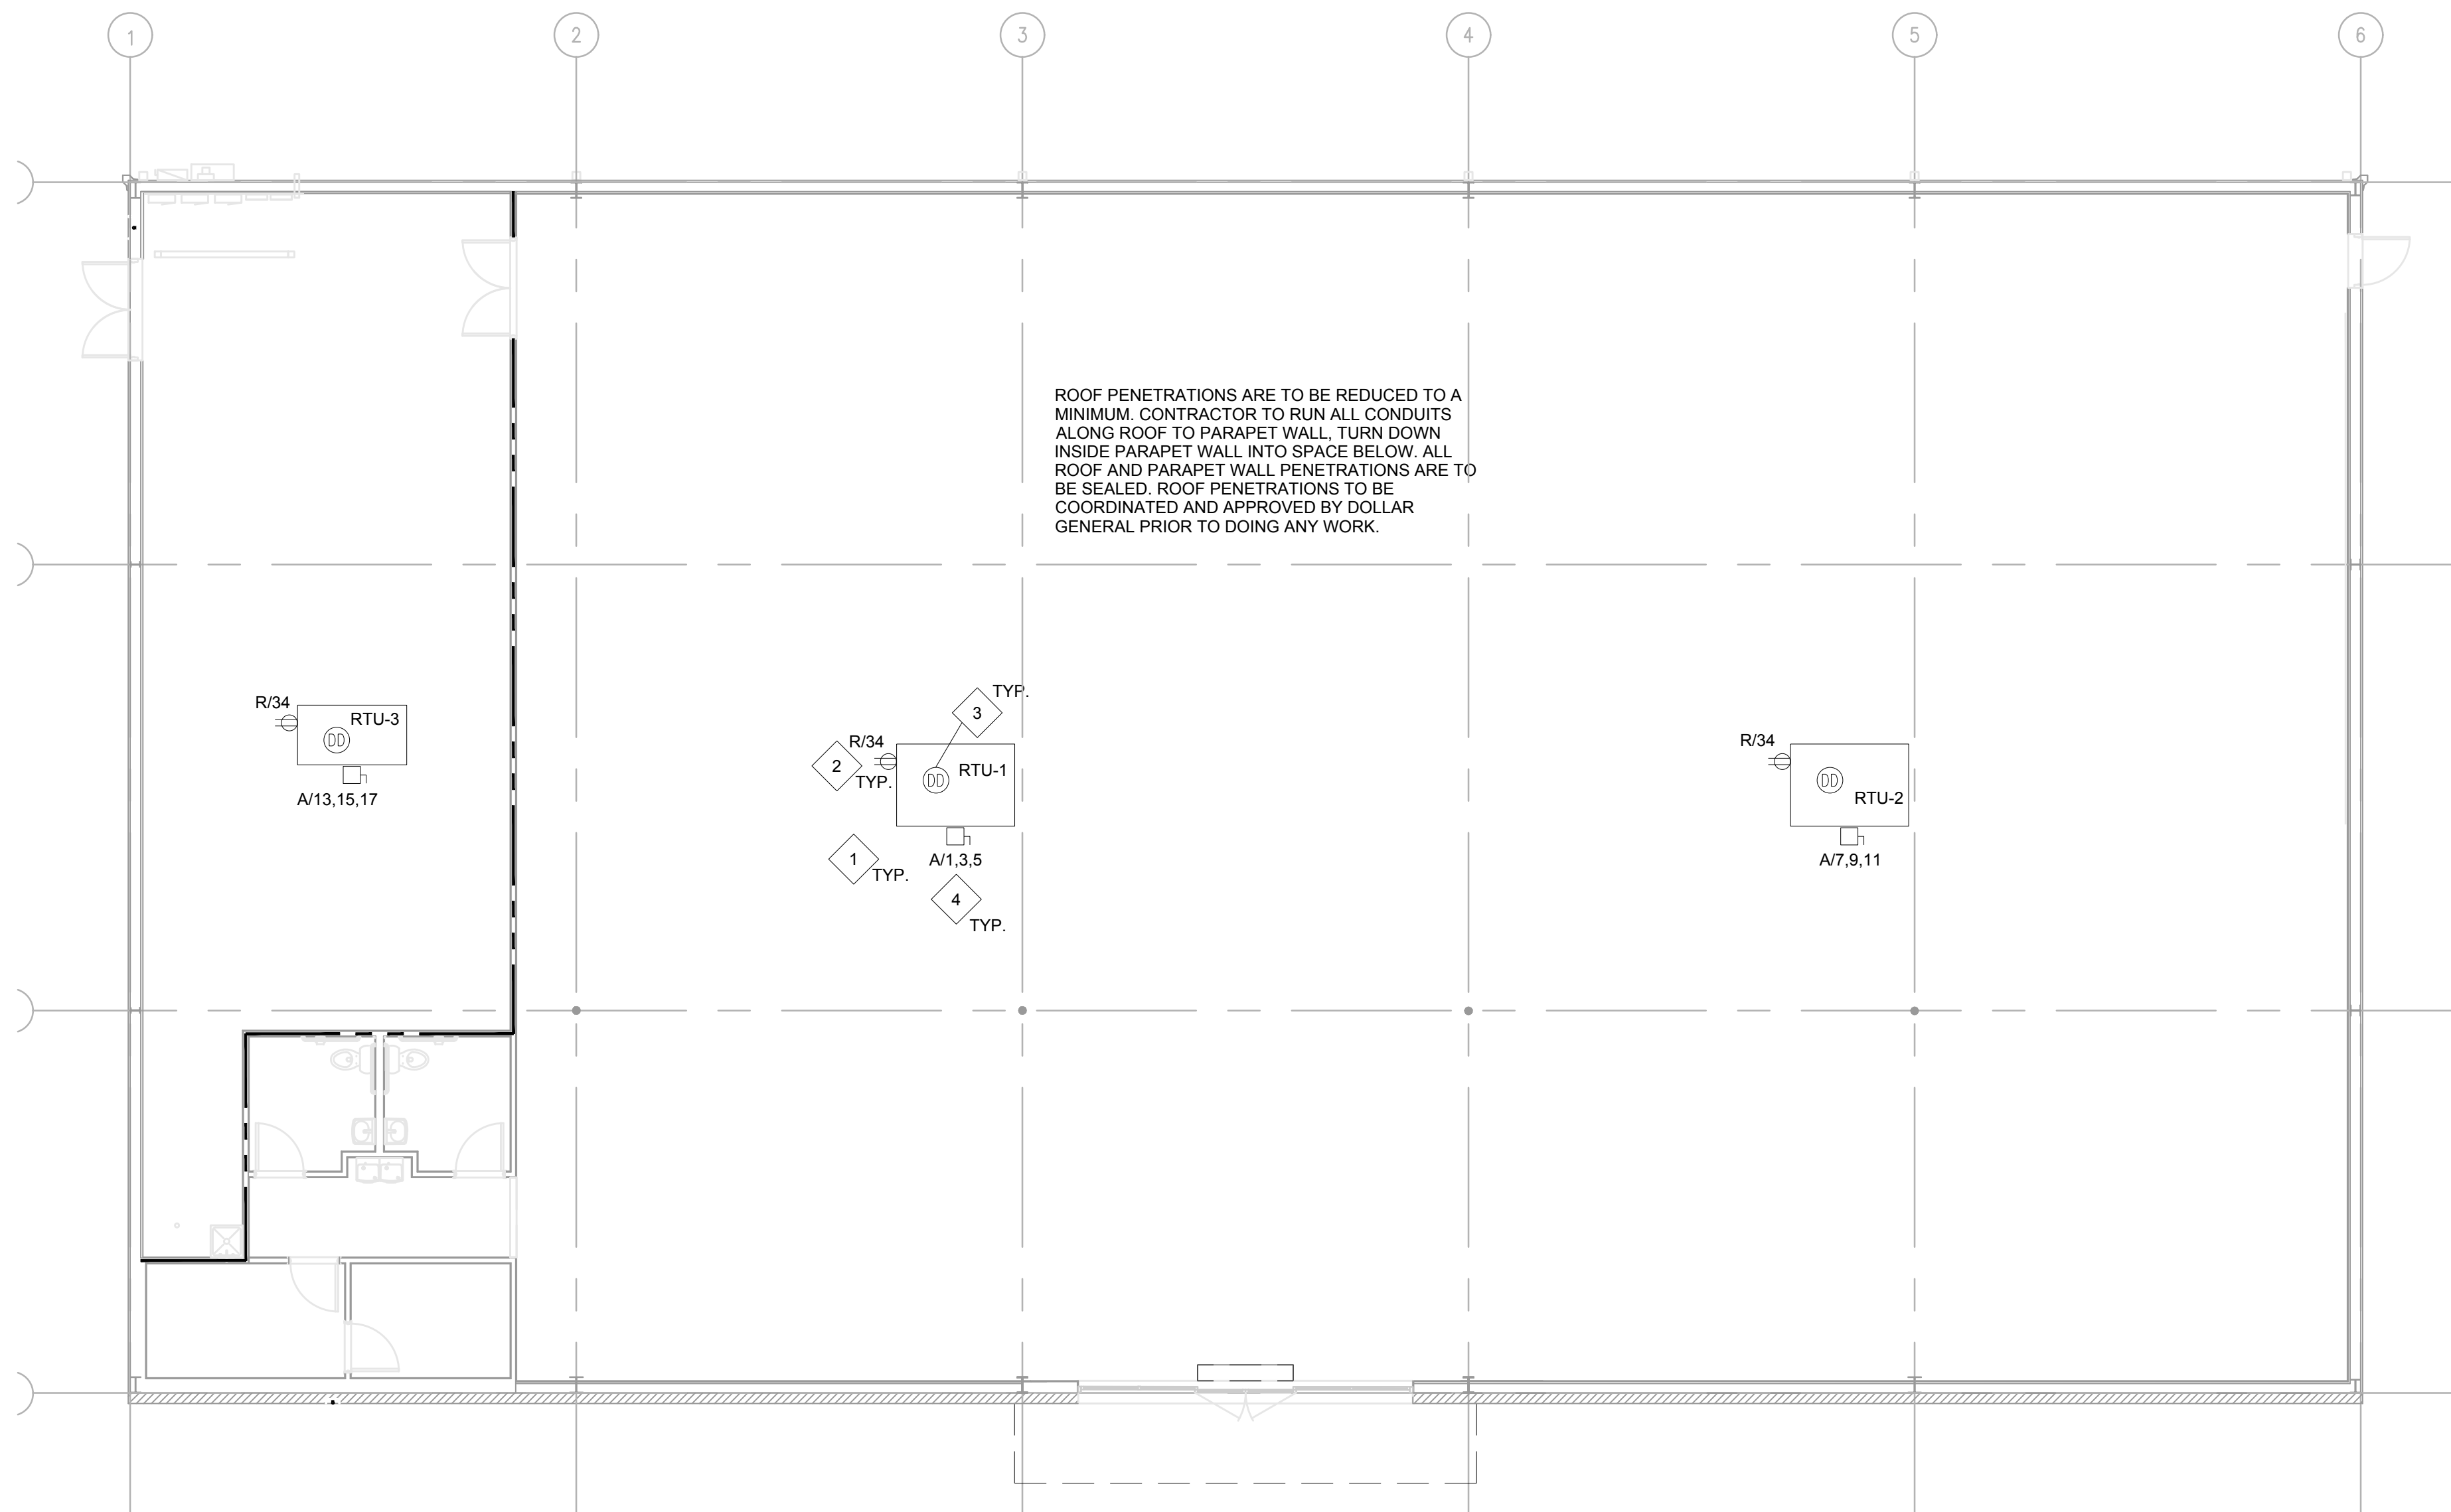 1
2
3
4
5
6
ROOF PENETRATIONS ARE TO BE REDUCED TO A
MINIMUM. CONTRACTOR TO RUN ALL CONDUITS
ALONG ROOF TO PARAPET WALL, TURN DOWN
INSIDE PARAPET WALL INTO SPACE BELOW. ALL
ROOF AND PARAPET WALL PENETRATIONS ARE TO
BE SEALED. ROOF PENETRATIONS TO BE
COORDINATED AND APPROVED BY DOLLAR
GENERAL PRIOR TO DOING ANY WORK.
R/34
RTU-3
DD
A/13,15,17
3
TYP.
R/34
2
TYP.
DD
RTU-1
1
TYP.
A/1,3,5
4
TYP.
R/34
DD
RTU-2
A/7,9,11